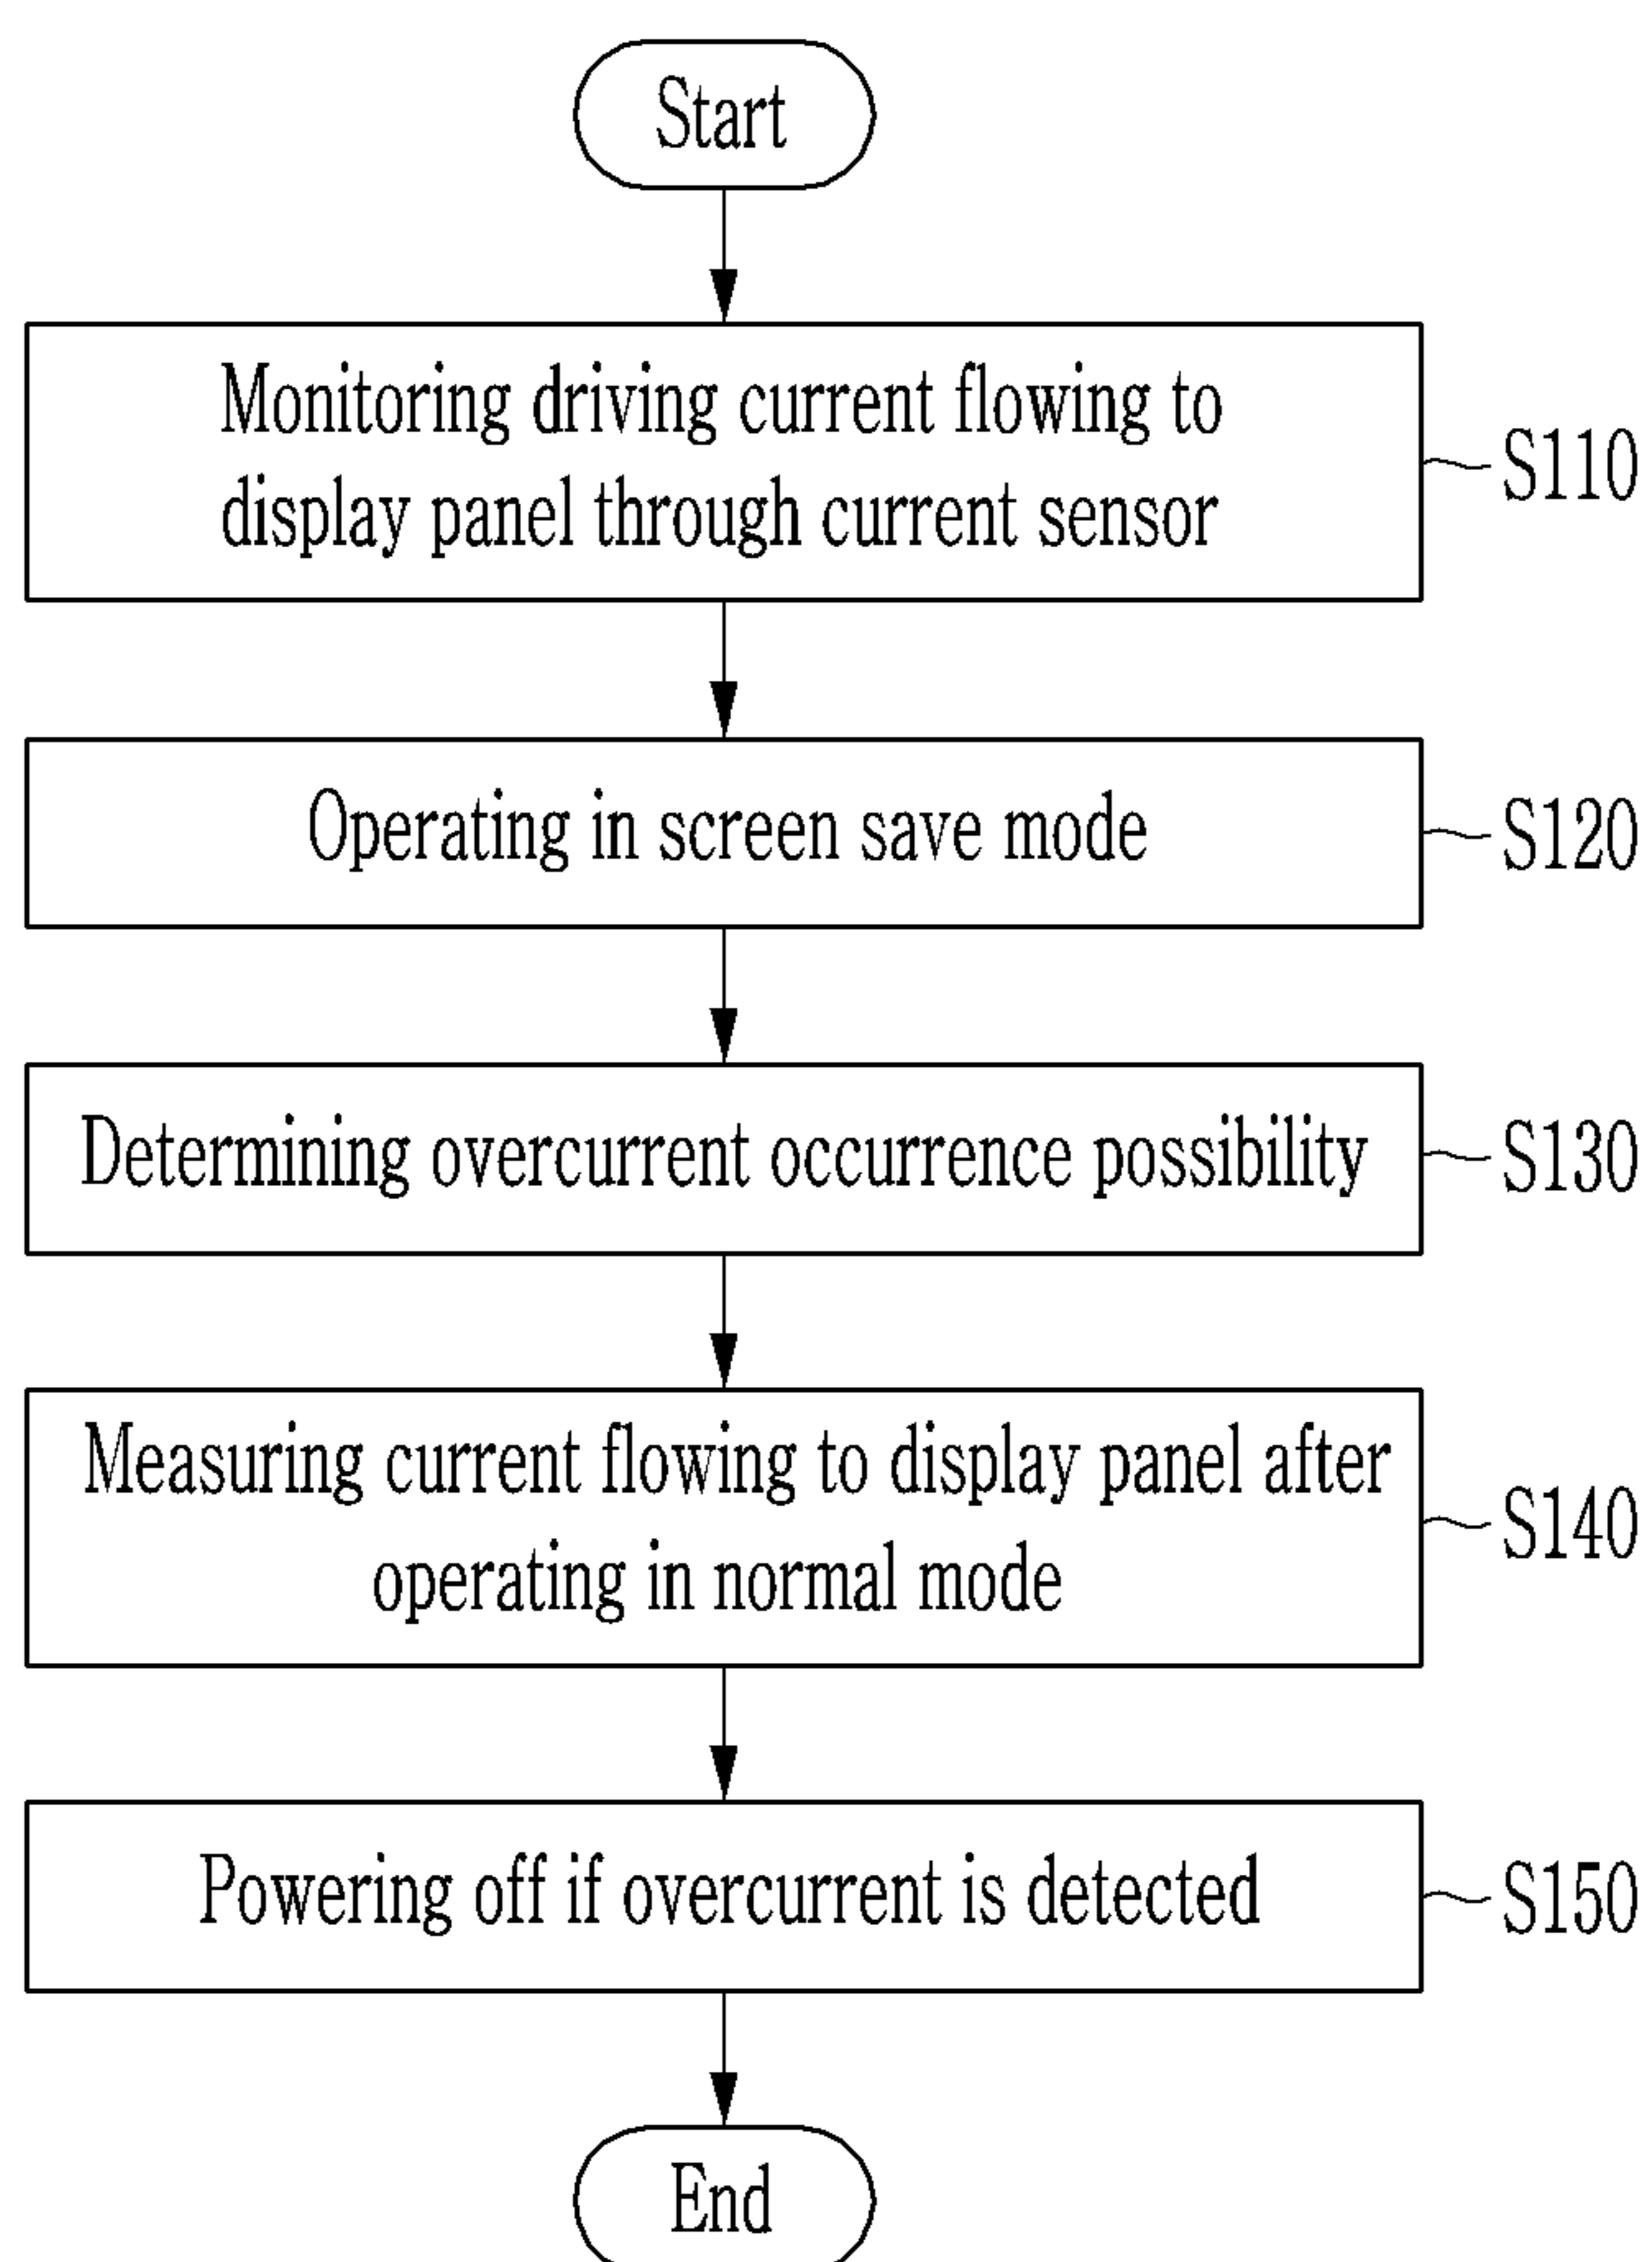 Start
Monitoring driving current flowing to
display panel through current sensor
S110
Operating in screen save mode
S120
Determining overcurrent occurrence possibility
S130
Measuring current flowing to display panel after
operating in normal mode
S140
Powering off if overcurrent is detected
S150
End